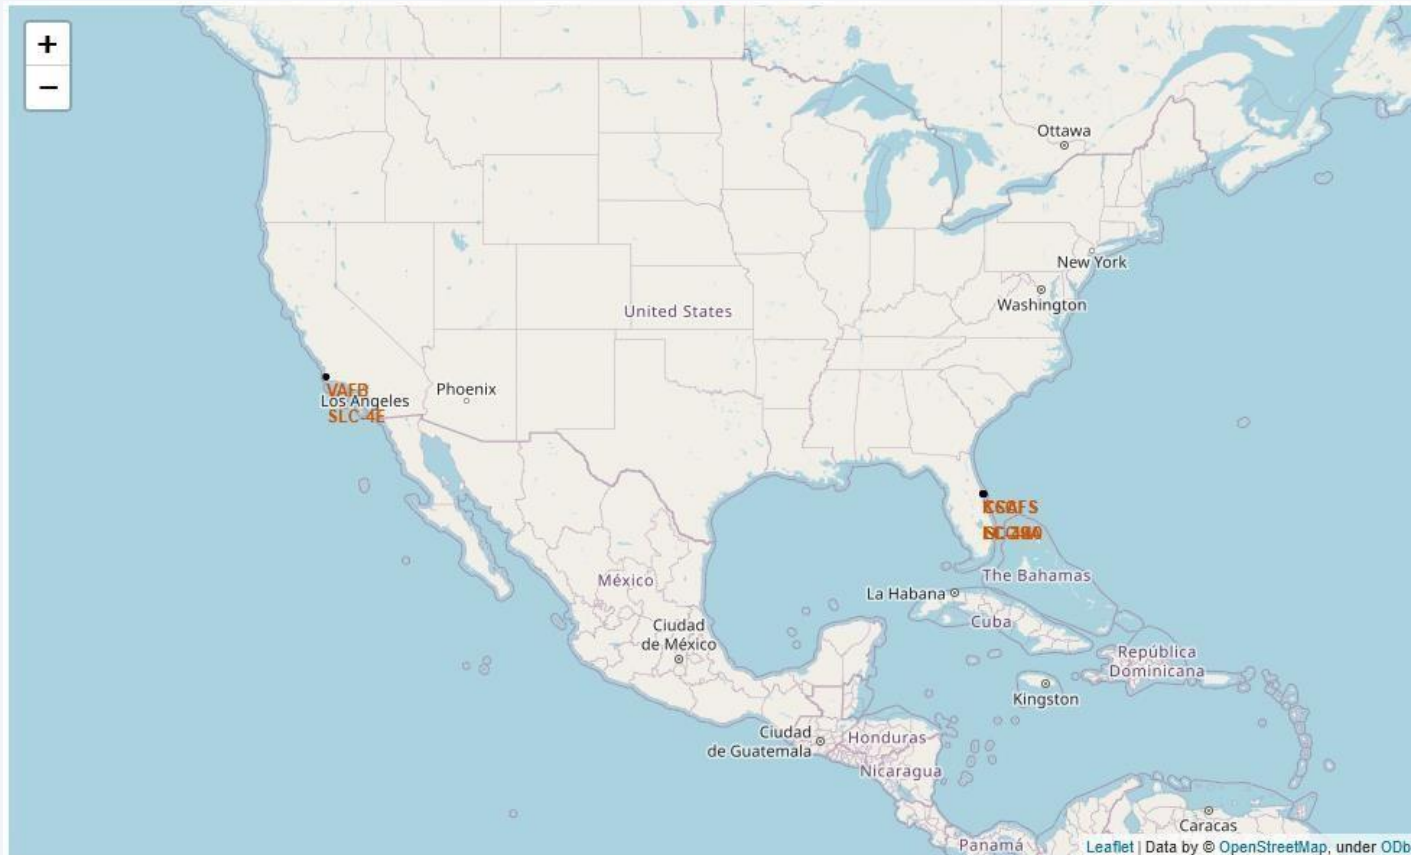 +
−
Ottawa
New York
Washington
United States
VAFB
Los Angeles
SLC-4E
Phoenix
The Bahamas
La Habana
Cuba
México
Ciudad
de México
República
Dominicana
Kingston
Ciudad
de Guatemala
Honduras
Nicaragua
Caracas
Panamá
Leaflet | Data by © OpenStreetMap, under ODb